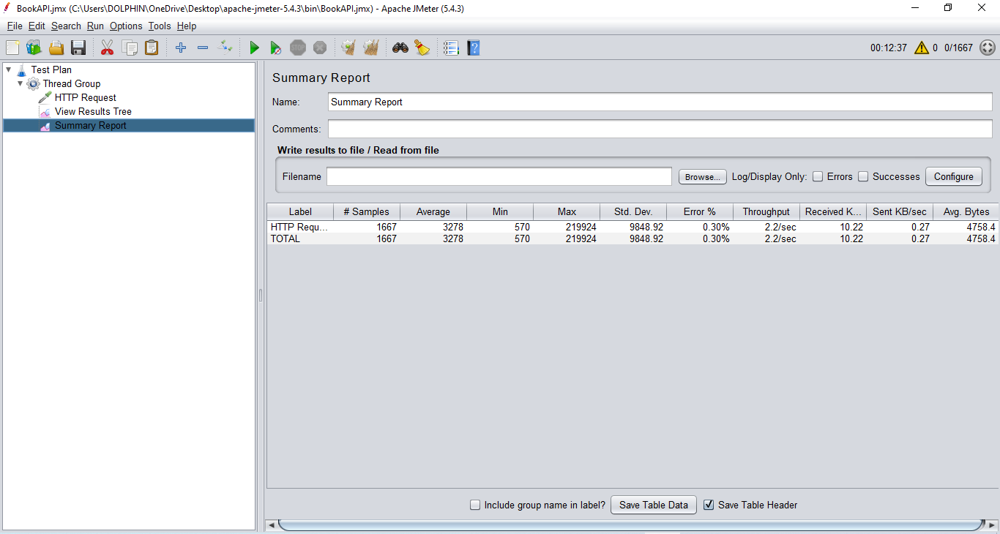 BookAPI.jmx (C:\Users\DOLPHIN\OneDrive\Desktop\apache-jmeter-5.4.3\bin\BookAPI.jmx) - Apache JMeter (5.4.3)
File Edit Search Run Options Tools Help
STOP
00:12:37 0 0/1667
Test Plan
Thread Group
HTTP Request
View Results Tree
Summary Report
Summary Report
Name: Summary Report
Comments:
Write results to file / Read from file
Filename Browse... Log/Display Only: Errors Successes Configure
Label # Samples Average Min Max Std. Dev. Error % Throughput Received K... Sent KB/sec Avg. Bytes
HTTP Requ... 1667 3278 570 219924 9848.92 0.30% 2.2/sec 10.22 0.27 4758.4
TOTAL 1667 3278 570 219924 9848.92 0.30% 2.2/sec 10.22 0.27 4758.4
Include group name in label? Save Table Data Save Table Header